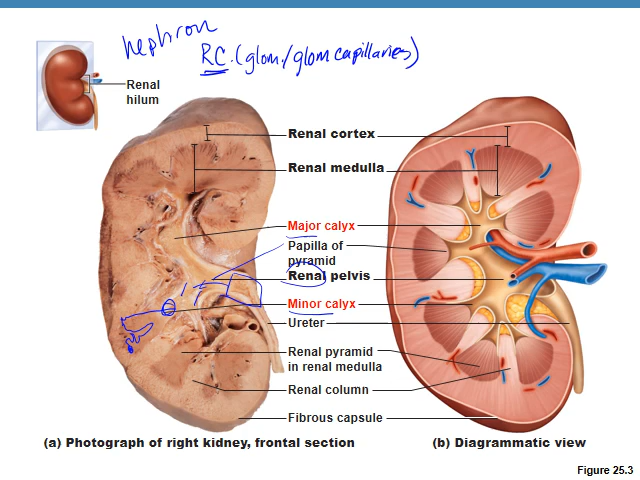 nephron
RC. (glom./glom capillaries)
Renal
hilum
Renal cortex
Renal medulla
Major calyx
Papilla of
pyramid
Renal pelvis
Minor calyx
Ureter
Renal pyramid
in renal medulla
Renal column
Fibrous capsule
(a) Photograph of right kidney, frontal section
(b) Diagrammatic view
Figure 25.3